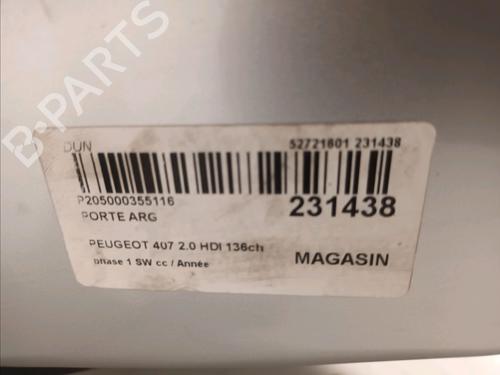 DUN 52721601 231438
P205000355116
PORTE ARG
231438
PEUGEOT 407 2.0 HDI 136ch
phase 1 SW cc / Année
MAGASIN
B-PARTS